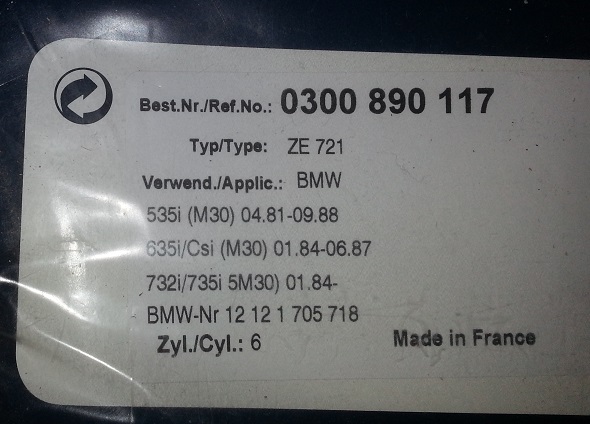 Best.Nr./Ref.No.: 0300 890 117
Typ/Type: ZE 721
Verwend./Applic.: BMW
535i (M30) 04.81-09.88
635i/Csi (M30) 01.84-06.87
732i/735i 5M30) 01.84-
BMW-Nr 12 12 1 705 718
Zyl./Cyl.: 6 Made in France